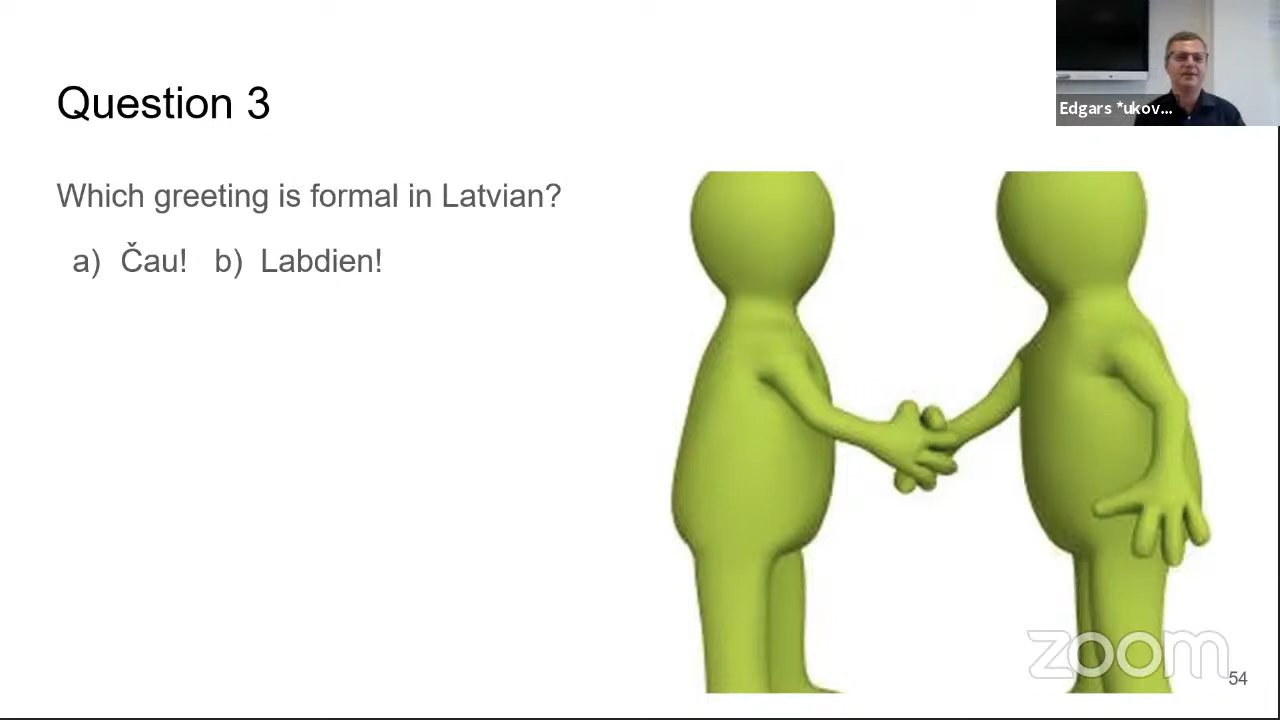 Question 3
Edgars *ukov...
Which greeting is formal in Latvian?
a) Čau! b) Labdien!
zoom
54